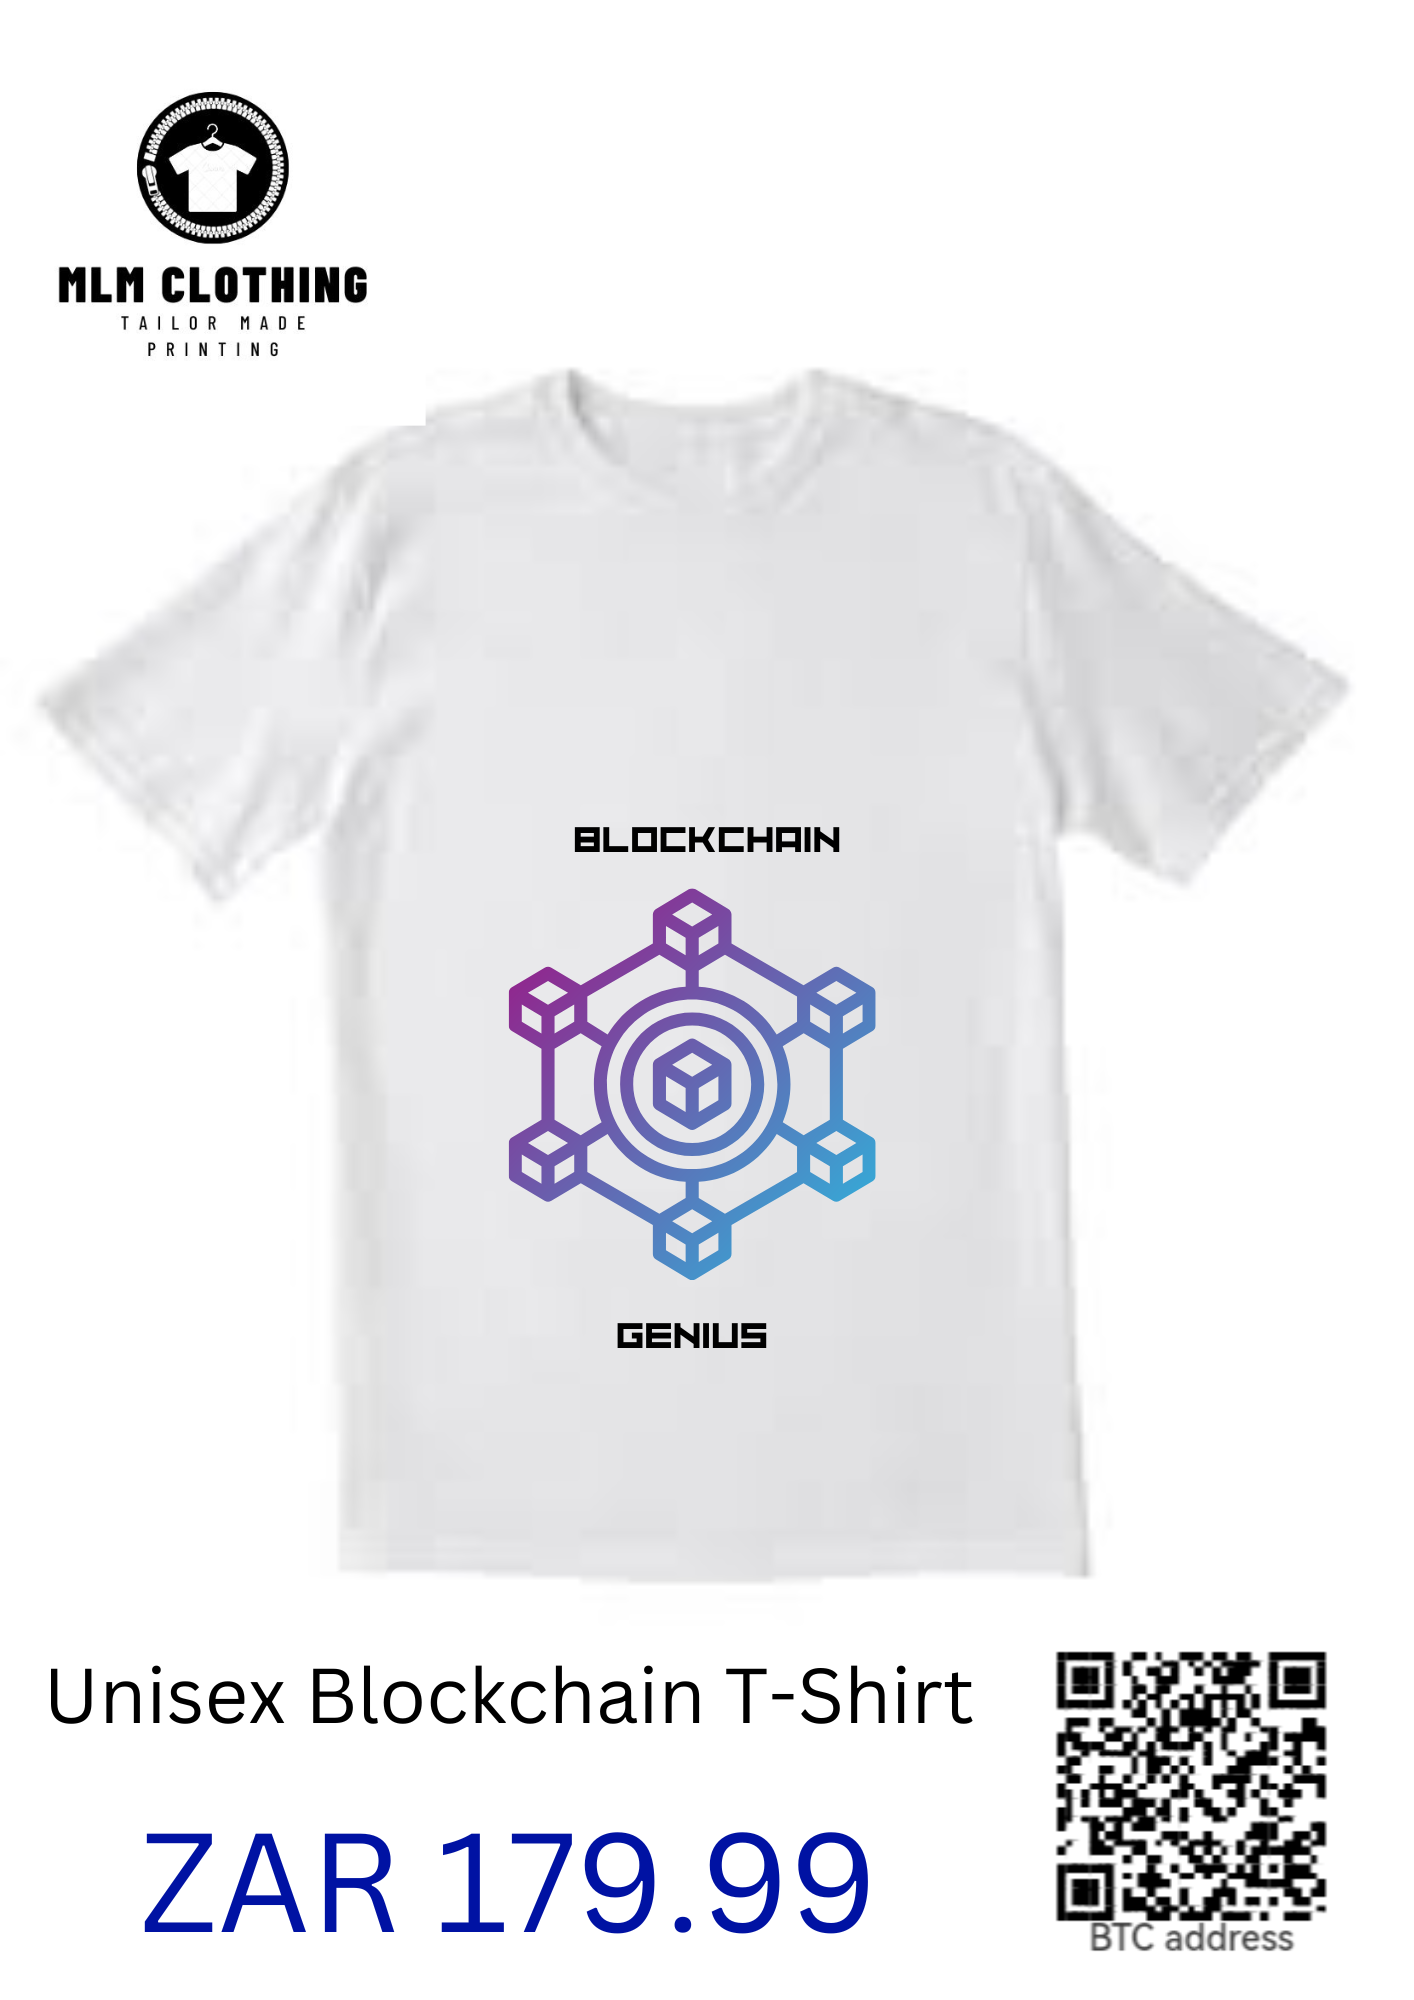 MLM CLOTHING
TAILOR MADE
PRINTING
BLOCKCHAIN
GENIUS
Unisex Blockchain T-Shirt
ZAR 179.99
BTC address